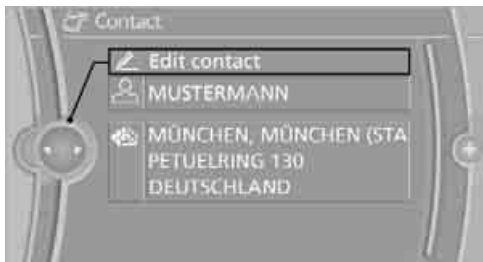 Contact
Edit contact
MUSTERMANN
MÜNCHEN, MÜNCHEN (STA
PETUELRING 130
DEUTSCHLAND